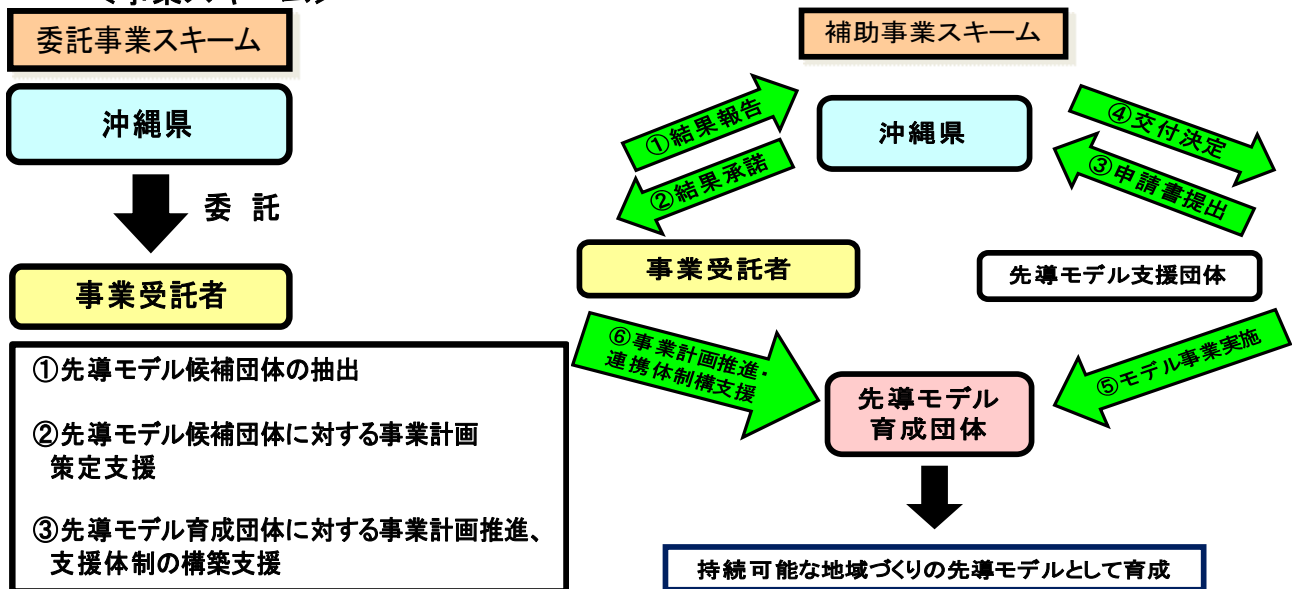 委託事業スキーム
沖縄県
委 託
事業受託者
①先導モデル候補団体の抽出
②先導モデル候補団体に対する事業計画
策定支援
③先導モデル育成団体に対する事業計画推進、
支援体制の構築支援
補助事業スキーム
①結果報告
②結果承諾
沖縄県
④交付決定
③申請書提出
事業受託者
先導モデル支援団体
⑥事業計画推進・
連携体制構支援
⑤モデル事業実施
先導モデル
育成団体
持続可能な地域づくりの先導モデルとして育成